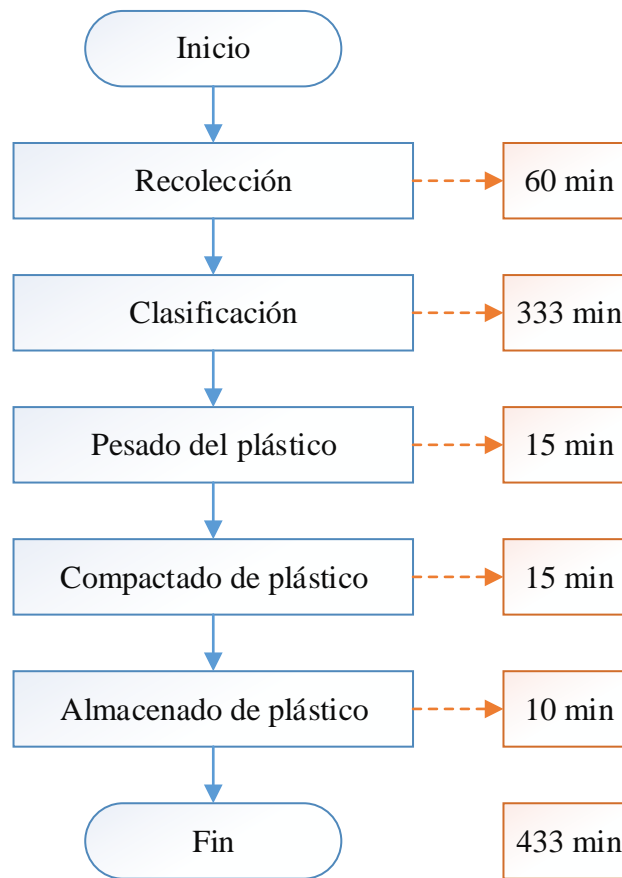 Inicio
Recolección
60 min
Clasificación
333 min
Pesado del plástico
15 min
Compactado de plástico
15 min
Almacenado de plástico
10 min
Fin
433 min